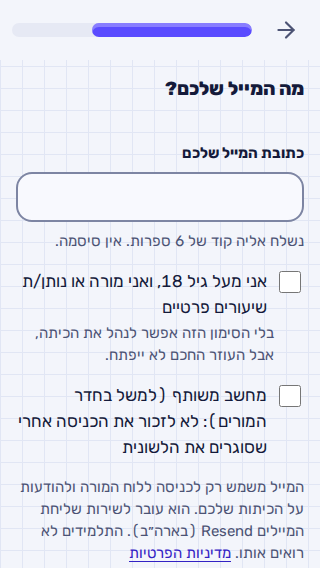 מה המייל שלכם?
כתובת המייל שלכם
נשלח אליה קוד של 6 ספרות. אין סיסמה.
אני מעל גיל 18, ואני מורה או נותן/ת
שיעורים פרטיים
בלי הסימון הזה אפשר לנהל את הכיתה,
אבל העוזר החכם לא ייפתח.
מחשב משותף (למשל בחדר
המורים): לא לזכור את הכניסה אחרי
שסוגרים את הלשונית
המייל משמש רק לכניסה ללוח המורה ולהודעות
על הכיתות שלכם. הוא עובר לשירות שליחת
המיילים Resend (בארה״ב). התלמידים לא
רואים אותו. מדיניות הפרטיות